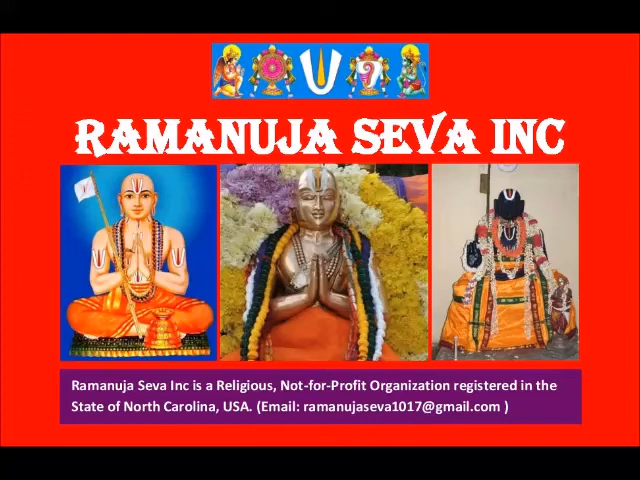 RAMANUJA SEVA INC
Ramanuja Seva Inc is a Religious, Not-for-Profit Organization registered in the
State of North Carolina, USA. (Email: ramanujaseva1017@gmail.com )